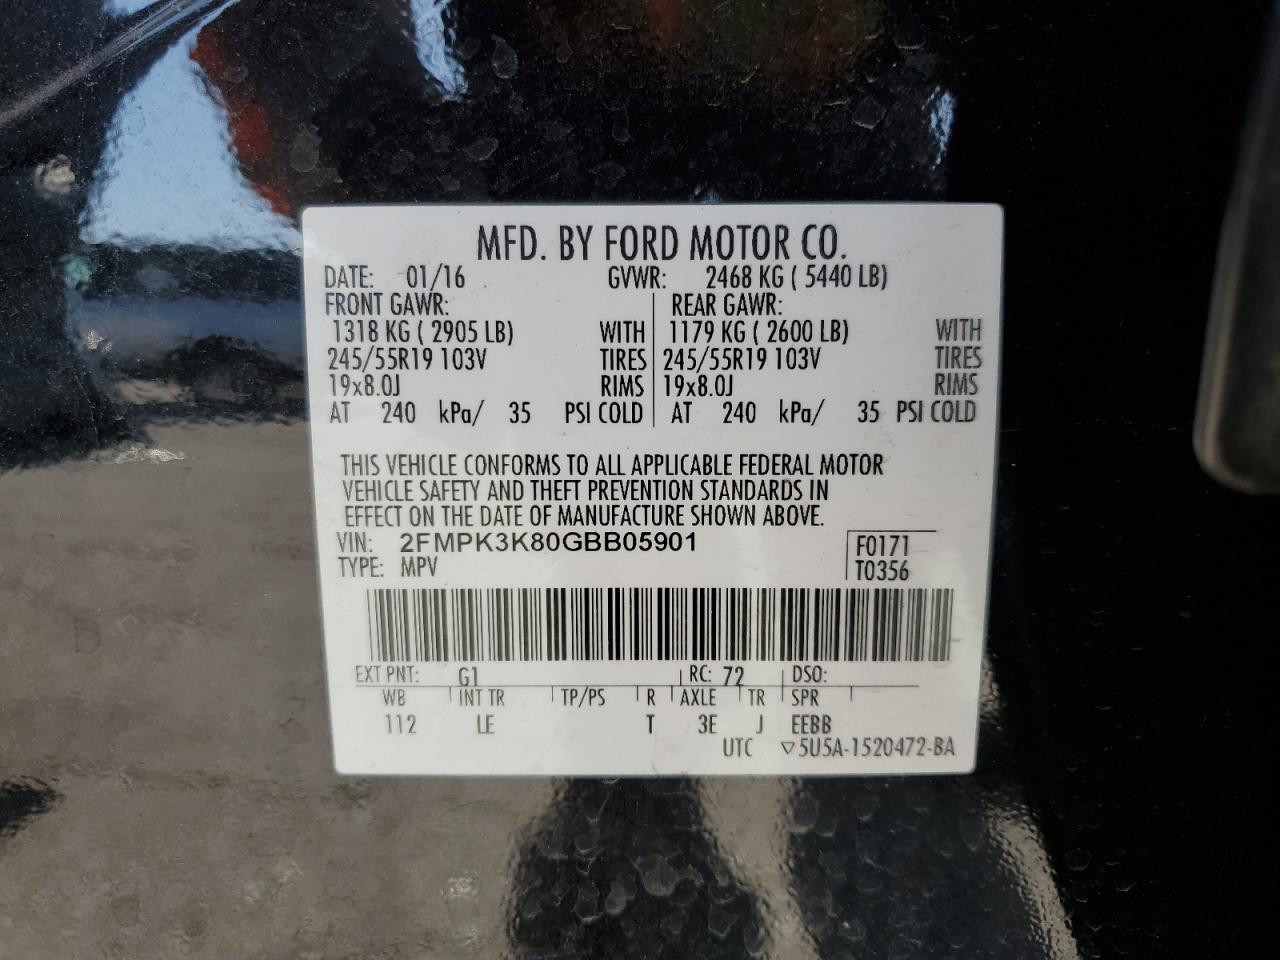 MFD. BY FORD MOTOR CO.
DATE: 01/16 GVWR: 2468 KG ( 5440 LB)
FRONT GAWR: REAR GAWR:
1318 KG ( 2905 LB) WITH 1179 KG ( 2600 LB) WITH
245/55R19 103V TIRES 245/55R19 103V TIRES
19x8.0J RIMS 19x8.0J RIMS
AT 240 kPa/ 35 PSI COLD AT 240 kPa/ 35 PSI COLD
THIS VEHICLE CONFORMS TO ALL APPLICABLE FEDERAL MOTOR
VEHICLE SAFETY AND THEFT PREVENTION STANDARDS IN
EFFECT ON THE DATE OF MANUFACTURE SHOWN ABOVE.
VIN: 2FMPK3K80GBB05901 F0171
TYPE: MPV T0356
EXT PNT: G1 RC: 72 DSO:
WB INT TR TP/PS R AXLE TR SPR
112 LE T 3E J EEBB
UTC ▽5U5A-1520472-BA